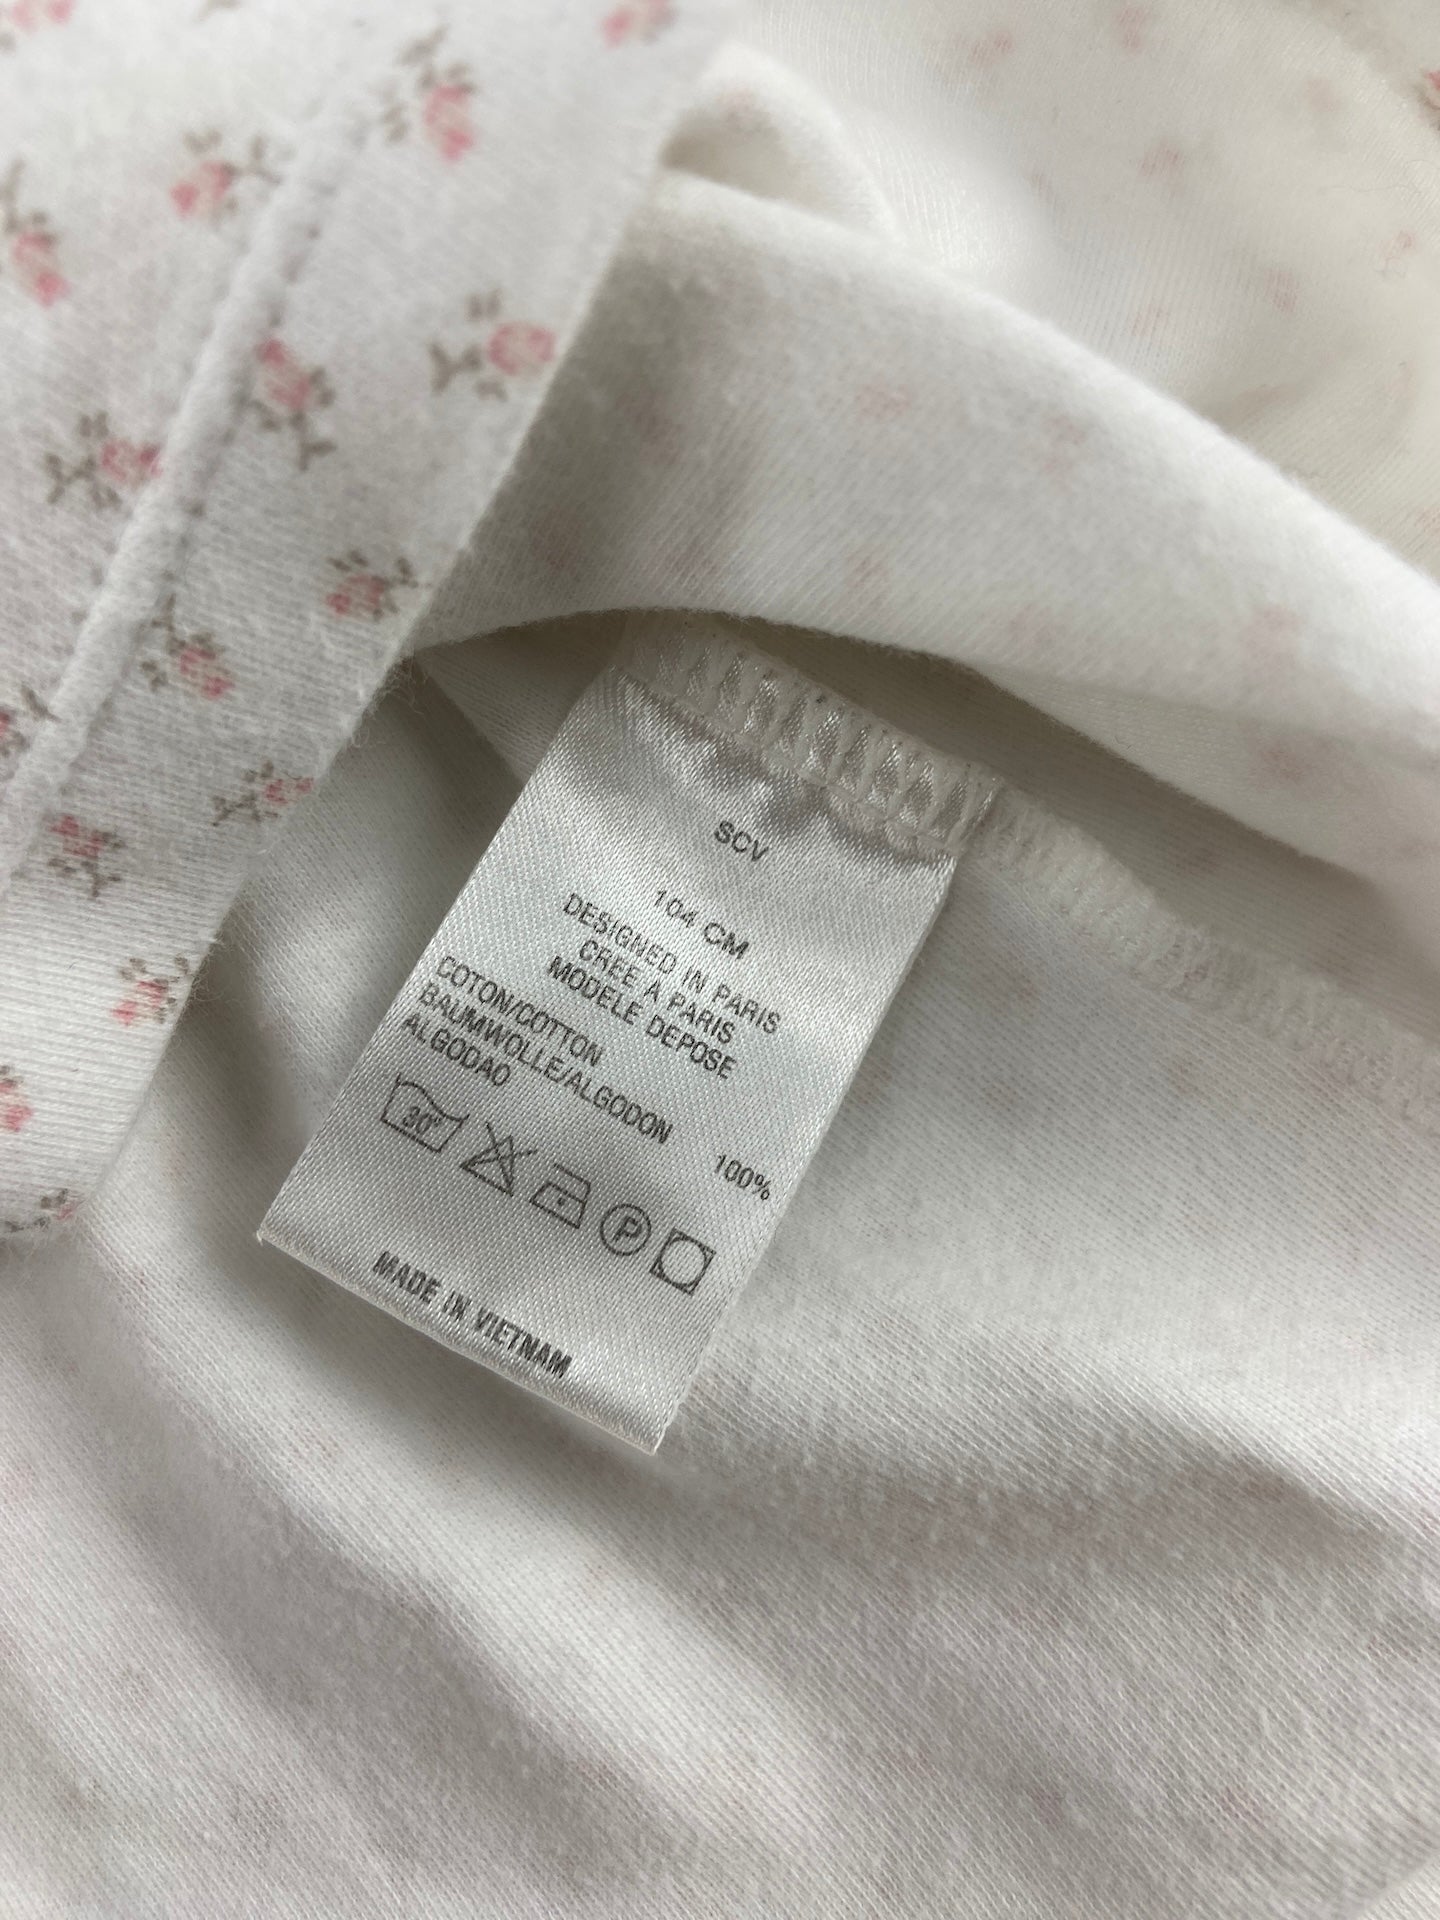 SCV
104 CM
DESIGNED IN PARIS
CREE A PARIS
MODELE DEPOSE
COTON/COTTON
BAUMWOLLE/ALGODON
ALGODAO
100%
30°
P
MADE IN VIETNAM